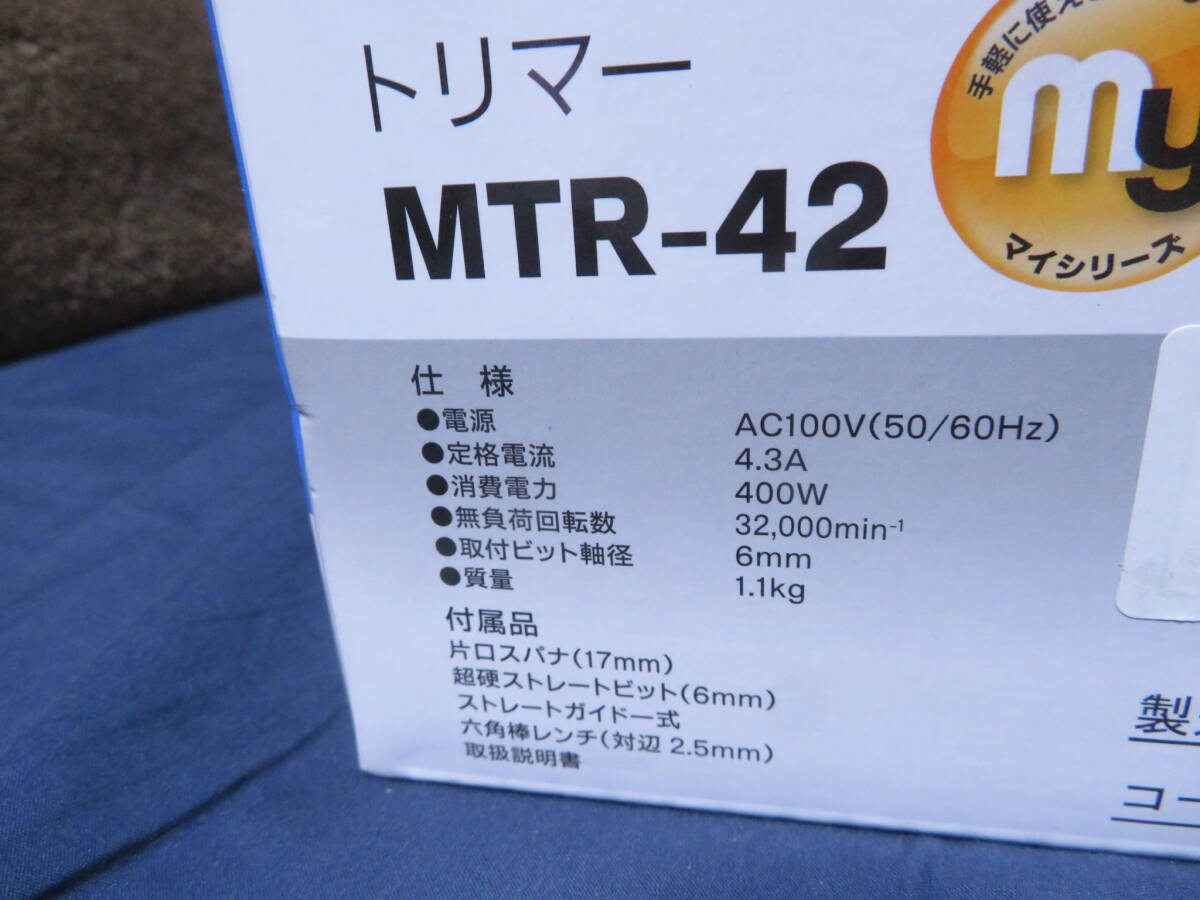 トリマー
MTR-42
手軽に使え
my
マイシリーズ
仕 様
●電源 AC100V(50/60Hz)
●定格電流 4.3A
●消費電力 400W
●無負荷回転数 32,000min⁻¹
●取付ビット軸径 6mm
●質量 1.1kg
付属品
片口スパナ(17mm)
超硬ストレートビット(6mm)
ストレートガイド一式
六角棒レンチ(対辺 2.5mm)
取扱説明書
製
コー